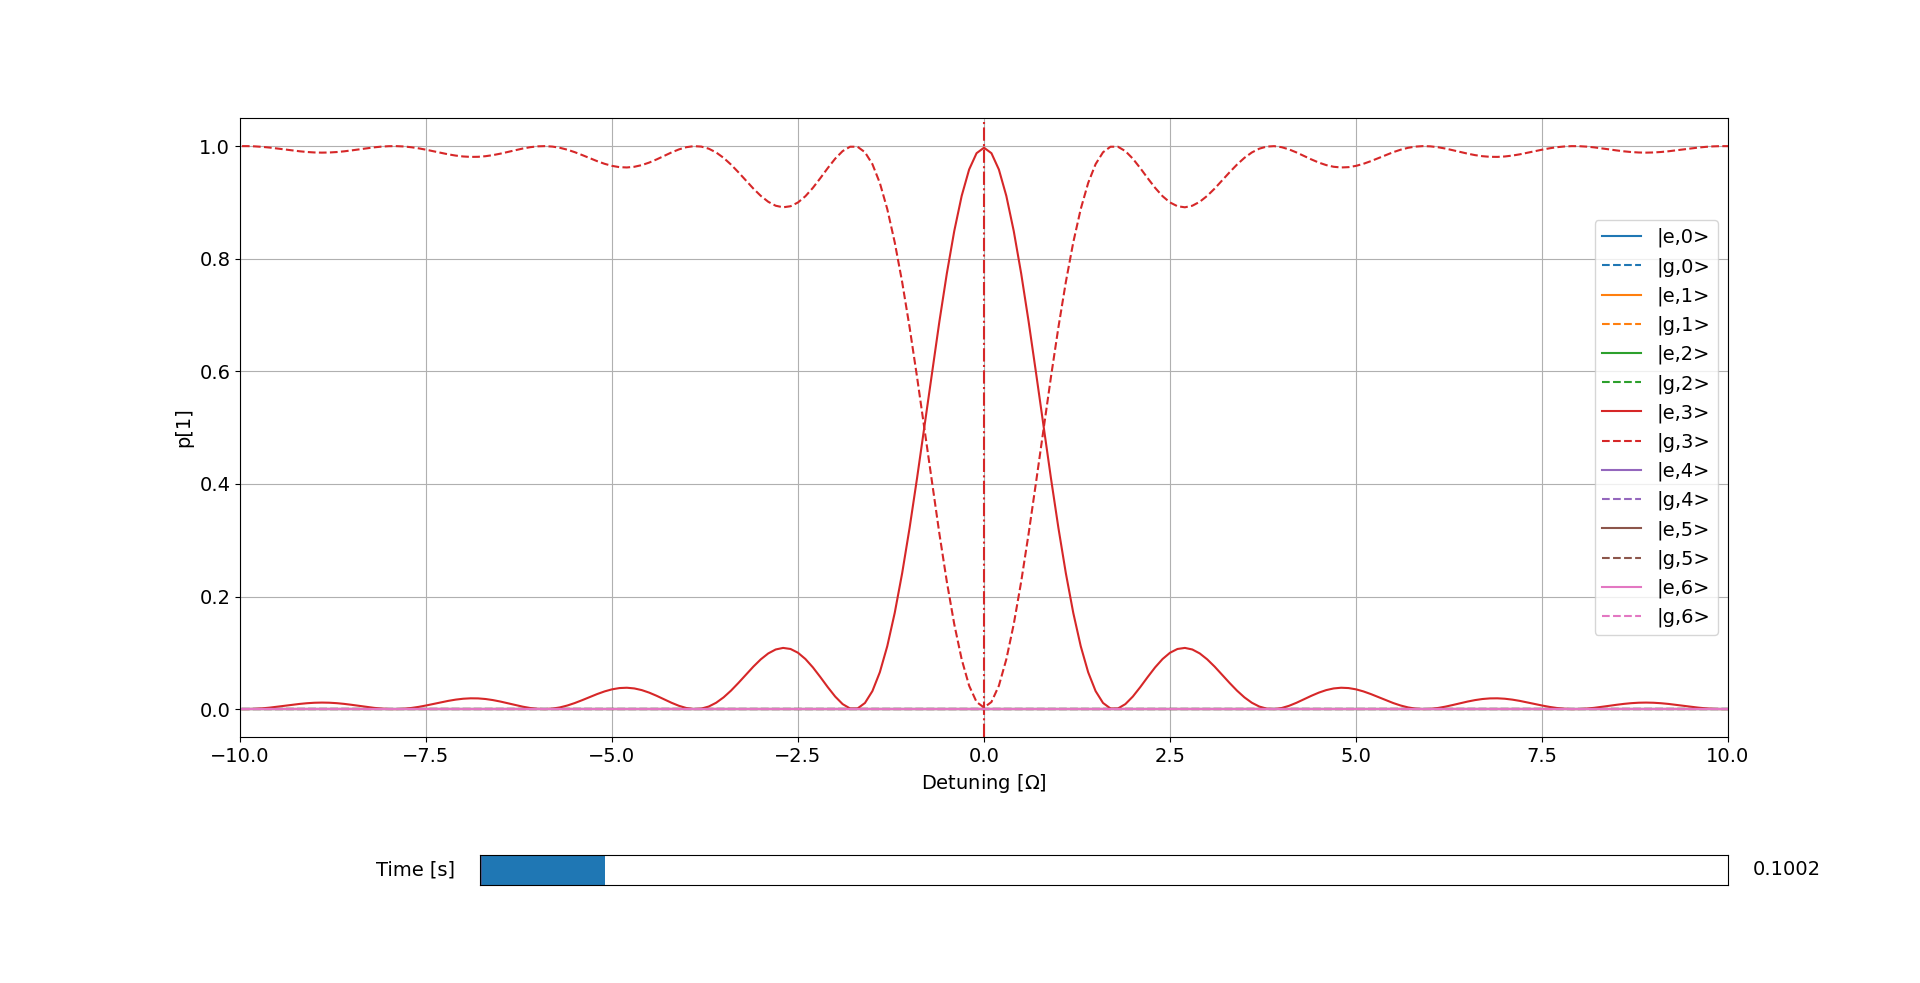 1.0
0.8
0.6
0.4
0.2
0.0
p[1]
−10.0 −7.5 −5.0 −2.5 0.0 2.5 5.0 7.5 10.0
Detuning [Ω]
|e,0>
|g,0>
|e,1>
|g,1>
|e,2>
|g,2>
|e,3>
|g,3>
|e,4>
|g,4>
|e,5>
|g,5>
|e,6>
|g,6>
Time [s] 0.1002